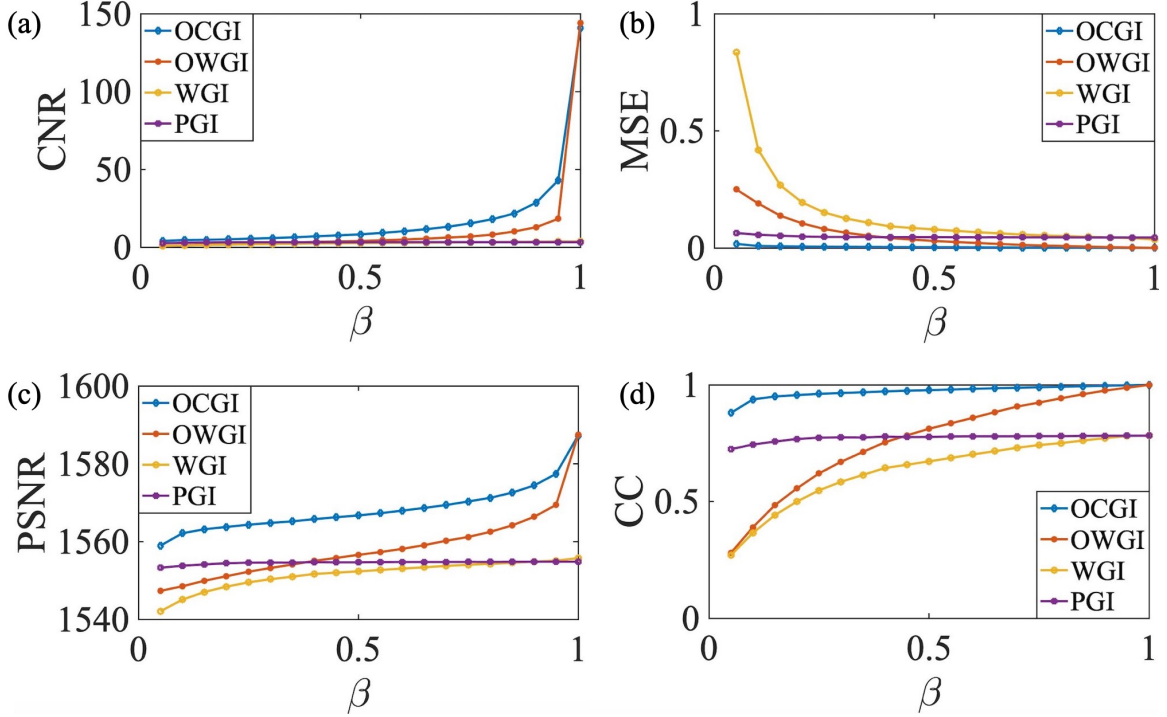 (a)
150
100
50
0
CNR
OCGI
OWGI
WGI
PGI
0
0.5
1
β
(b)
1
0.5
0
MSE
OCGI
OWGI
WGI
PGI
0
0.5
1
β
(c)
1600
1580
1560
1540
PSNR
OCGI
OWGI
WGI
PGI
0
0.5
1
β
(d)
1
0.5
0
CC
OCGI
OWGI
WGI
PGI
0
0.5
1
β